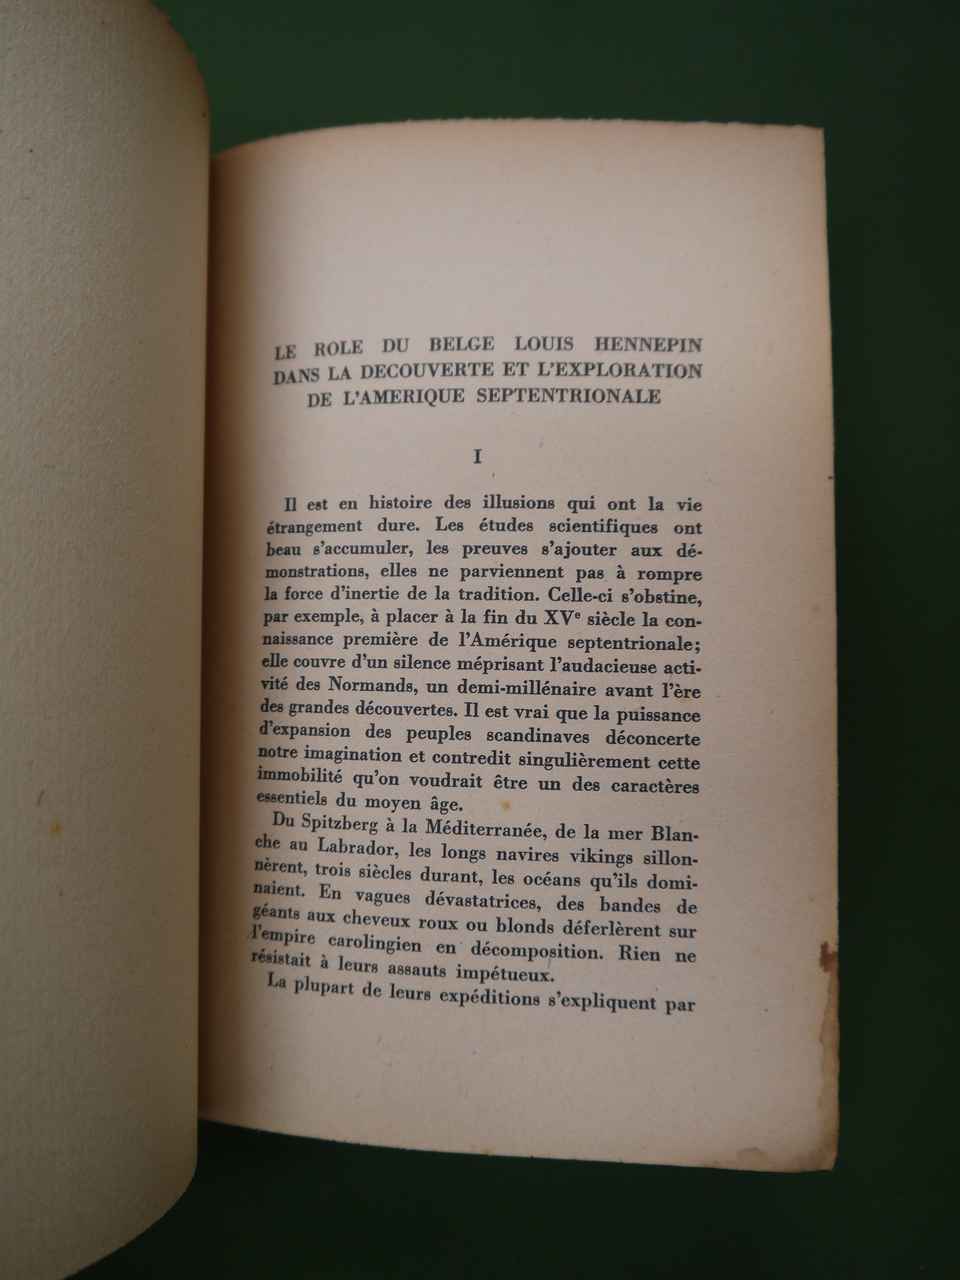 LE ROLE DU BELGE LOUIS HENNEPIN
DANS LA DECOUVERTE ET L'EXPLORATION
DE L'AMERIQUE SEPTENTRIONALE
I
Il est en histoire des illusions qui ont la vie
étrangement dure. Les études scientifiques ont
beau s'accumuler, les preuves s'ajouter aux dé-
monstrations, elles ne parviennent pas à rompre
la force d'inertie de la tradition. Celle-ci s'obstine,
par exemple, à placer à la fin du XVe siècle la con-
naissance première de l'Amérique septentrionale;
elle couvre d'un silence méprisant l'audacieuse acti-
vité des Normands, un demi-millénaire avant l'ère
des grandes découvertes. Il est vrai que la puissance
d'expansion des peuples scandinaves déconcerte
notre imagination et contredit singulièrement cette
immobilité qu'on voudrait être un des caractères
essentiels du moyen âge.
Du Spitzberg à la Méditerranée, de la mer Blan-
che au Labrador, les longs navires vikings sillon-
nèrent, trois siècles durant, les océans qu'ils domi-
naient. En vagues dévastatrices, des bandes de
géants aux cheveux roux ou blonds déferlèrent sur
l'empire carolingien en décomposition. Rien ne
résistait à leurs assauts impétueux.
La plupart de leurs expéditions s'expliquent par